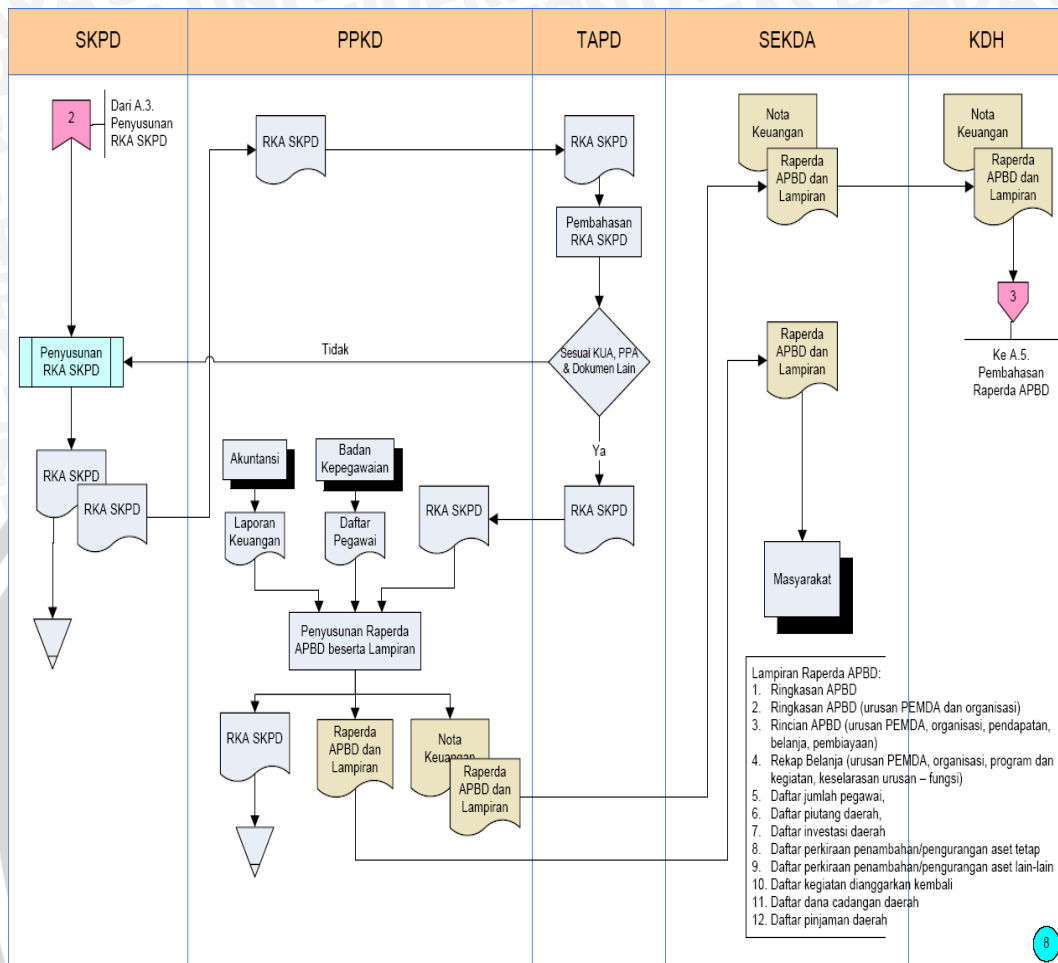 SKPD
PPKD
TAPD
SEKDA
KDH
2
Dari A.3.
Penyusunan
RKA SKPD
Penyusunan
RKA SKPD
RKA SKPD
RKA SKPD
RKA SKPD
Tidak
Akuntansi
Badan
Kepegawaian
Laporan
Keuangan
Daftar
Pegawai
RKA SKPD
Penyusunan Raperda
APBD beserta Lampiran
RKA SKPD
Raperda
APBD dan
Lampiran
Nota
Keuangan
Raperda
APBD dan
Lampiran
RKA SKPD
Pembahasan
RKA SKPD
Sesuai KUA, PPA
& Dokumen Lain
Ya
RKA SKPD
Nota
Keuangan
Raperda
APBD dan
Lampiran
Raperda
APBD dan
Lampiran
Masyarakat
Lampiran Raperda APBD:
1. Ringkasan APBD
2. Ringkasan APBD (urusan PEMDA dan organisasi)
3. Rincian APBD (urusan PEMDA, organisasi, pendapatan,
belanja, pembiayaan)
4. Rekap Belanja (urusan PEMDA, organisasi, program dan
kegiatan, keselarasan urusan – fungsi)
5. Daftar jumlah pegawai,
6. Daftar piutang daerah,
7. Daftar investasi daerah
8. Daftar perkiraan penambahan/pengurangan aset tetap
9. Daftar perkiraan penambahan/pengurangan aset lain-lain
10. Daftar kegiatan dianggarkan kembali
11. Daftar dana cadangan daerah
12. Daftar pinjaman daerah
Nota
Keuangan
Raperda
APBD dan
Lampiran
3
Ke A.5.
Pembahasan
Raperda APBD
8